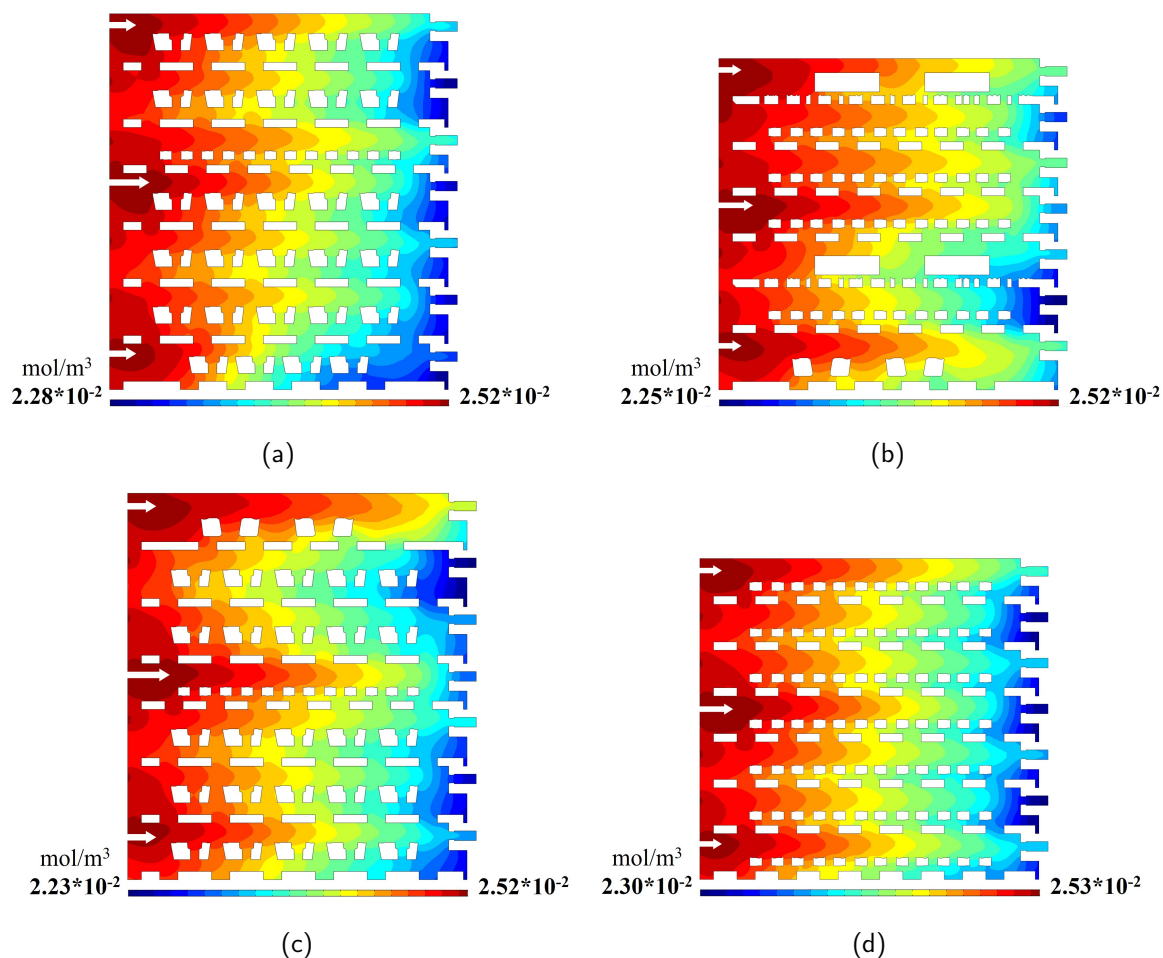 mol/m³
2.28*10⁻² 2.52*10⁻²
(a)
mol/m³
2.25*10⁻² 2.52*10⁻²
(b)
mol/m³
2.23*10⁻² 2.52*10⁻²
(c)
mol/m³
2.30*10⁻² 2.53*10⁻²
(d)